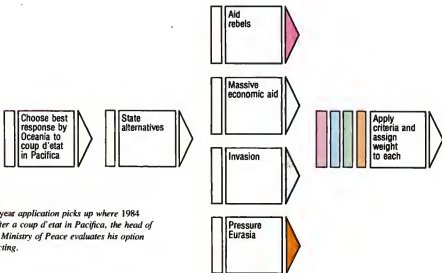 Choose best
response by
Oceania to
coup d'etat
in Pacifica
State
alternatives
Aid
rebels
Massive
economic aid
Invasion
Pressure
Eurasia
Apply
criteria and
assign
weight
to each
year application picks up where 1984
ter a coup d'etat in Pacifica, the head of
Ministry of Peace evaluates his option
cting.